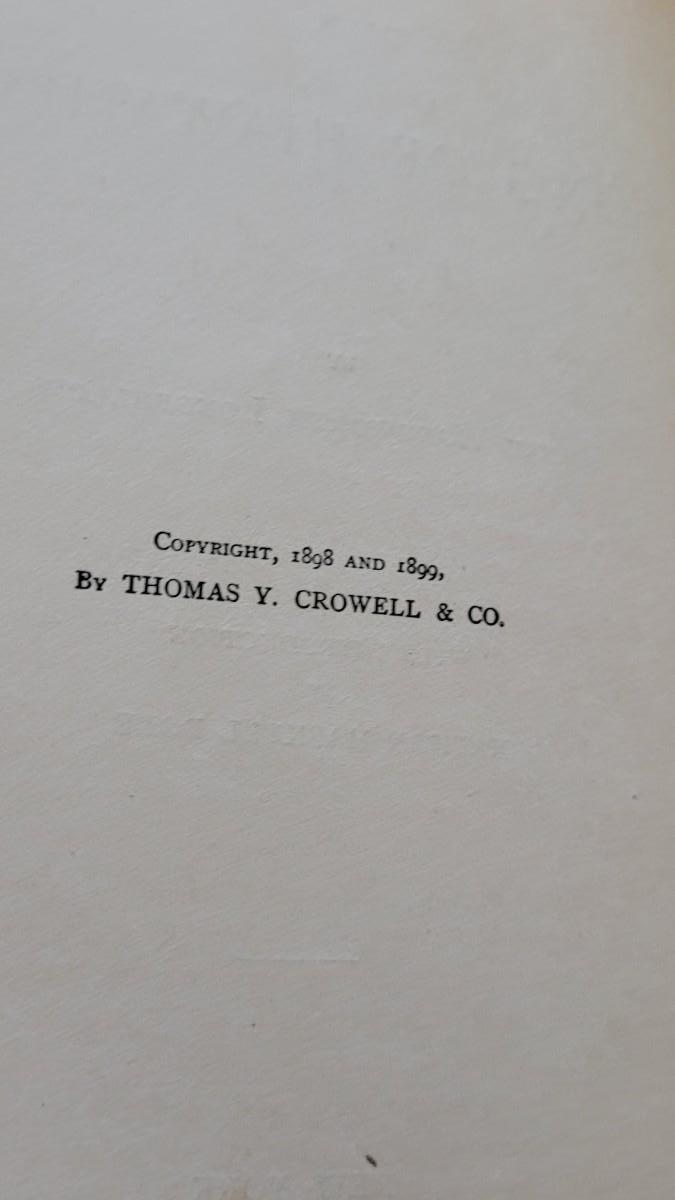 COPYRIGHT, 1898 AND 1899,
BY THOMAS Y. CROWELL & CO.